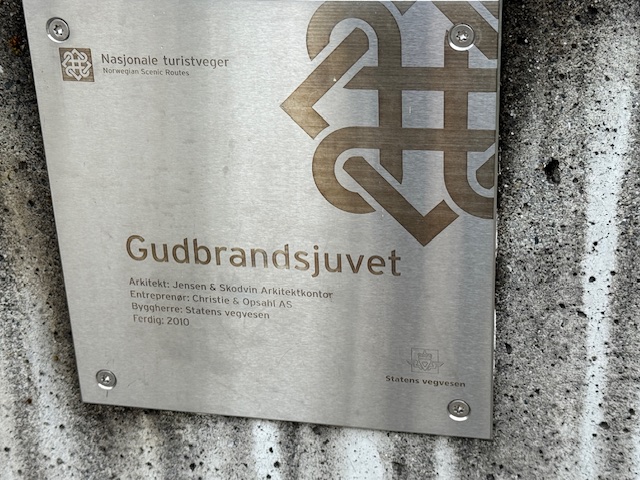 Nasjonale turistveger
Norwegian Scenic Routes
Gudbrandsjuvet
Arkitekt: Jensen & Skodvin Arkitektkontor
Entreprenør: Christie & Opsahl AS
Byggherre: Statens vegvesen
Ferdig: 2010
Statens vegvesen